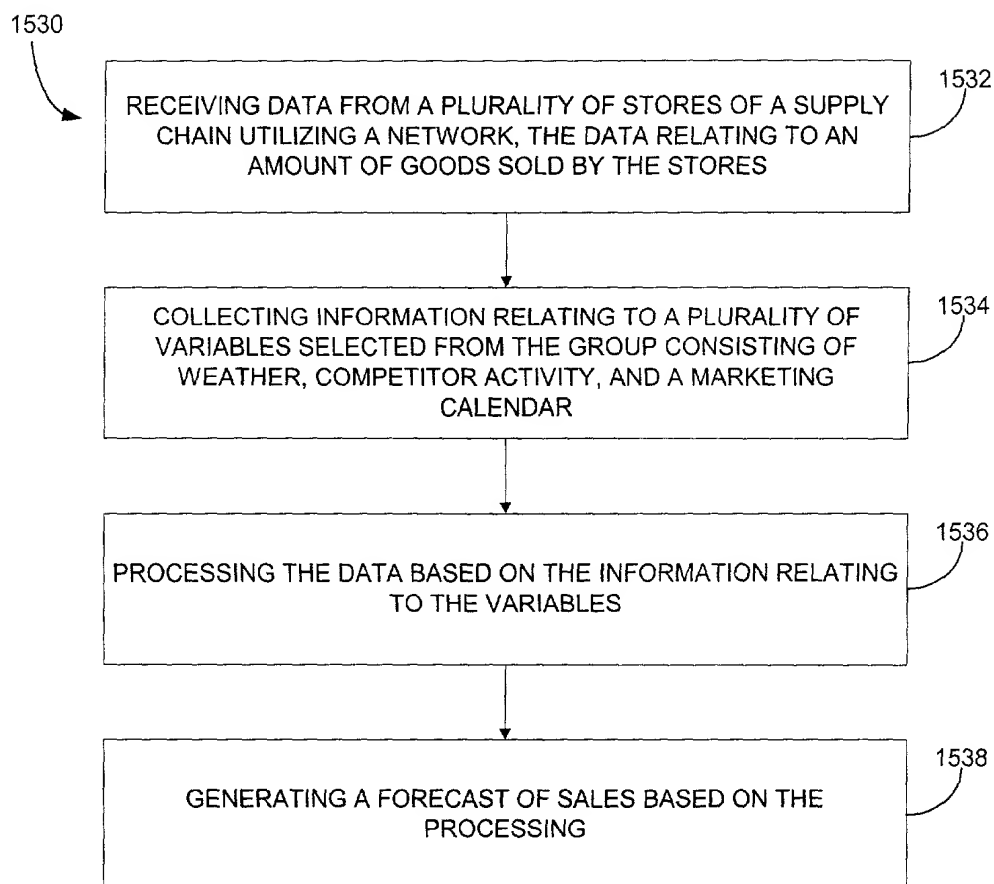 1530
1532
RECEIVING DATA FROM A PLURALITY OF STORES OF A SUPPLY
CHAIN UTILIZING A NETWORK, THE DATA RELATING TO AN
AMOUNT OF GOODS SOLD BY THE STORES
1534
COLLECTING INFORMATION RELATING TO A PLURALITY OF
VARIABLES SELECTED FROM THE GROUP CONSISTING OF
WEATHER, COMPETITOR ACTIVITY, AND A MARKETING
CALENDAR
1536
PROCESSING THE DATA BASED ON THE INFORMATION RELATING
TO THE VARIABLES
1538
GENERATING A FORECAST OF SALES BASED ON THE
PROCESSING